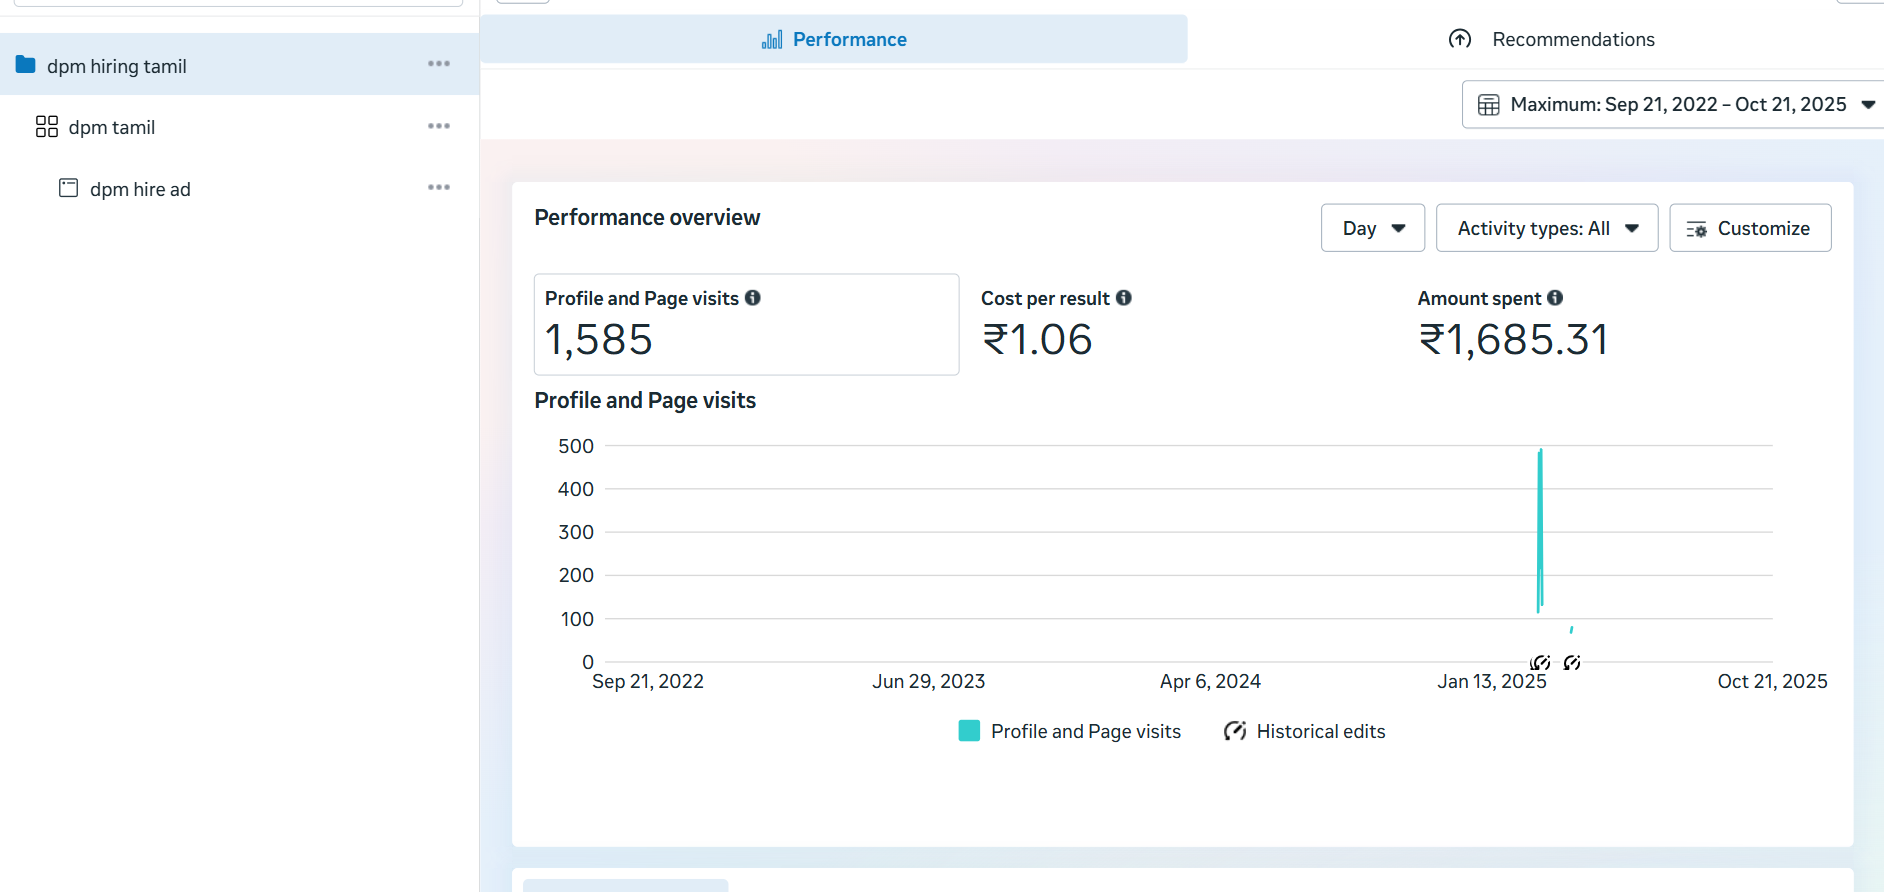 dpm hiring tamil
dpm tamil
dpm hire ad
Performance
Recommendations
Maximum: Sep 21, 2022 – Oct 21, 2025
Performance overview
Day
Activity types: All
Customize
Profile and Page visits
1,585
Cost per result
₹1.06
Amount spent
₹1,685.31
Profile and Page visits
500
400
300
200
100
0
Sep 21, 2022
Jun 29, 2023
Apr 6, 2024
Jan 13, 2025
Oct 21, 2025
Profile and Page visits
Historical edits